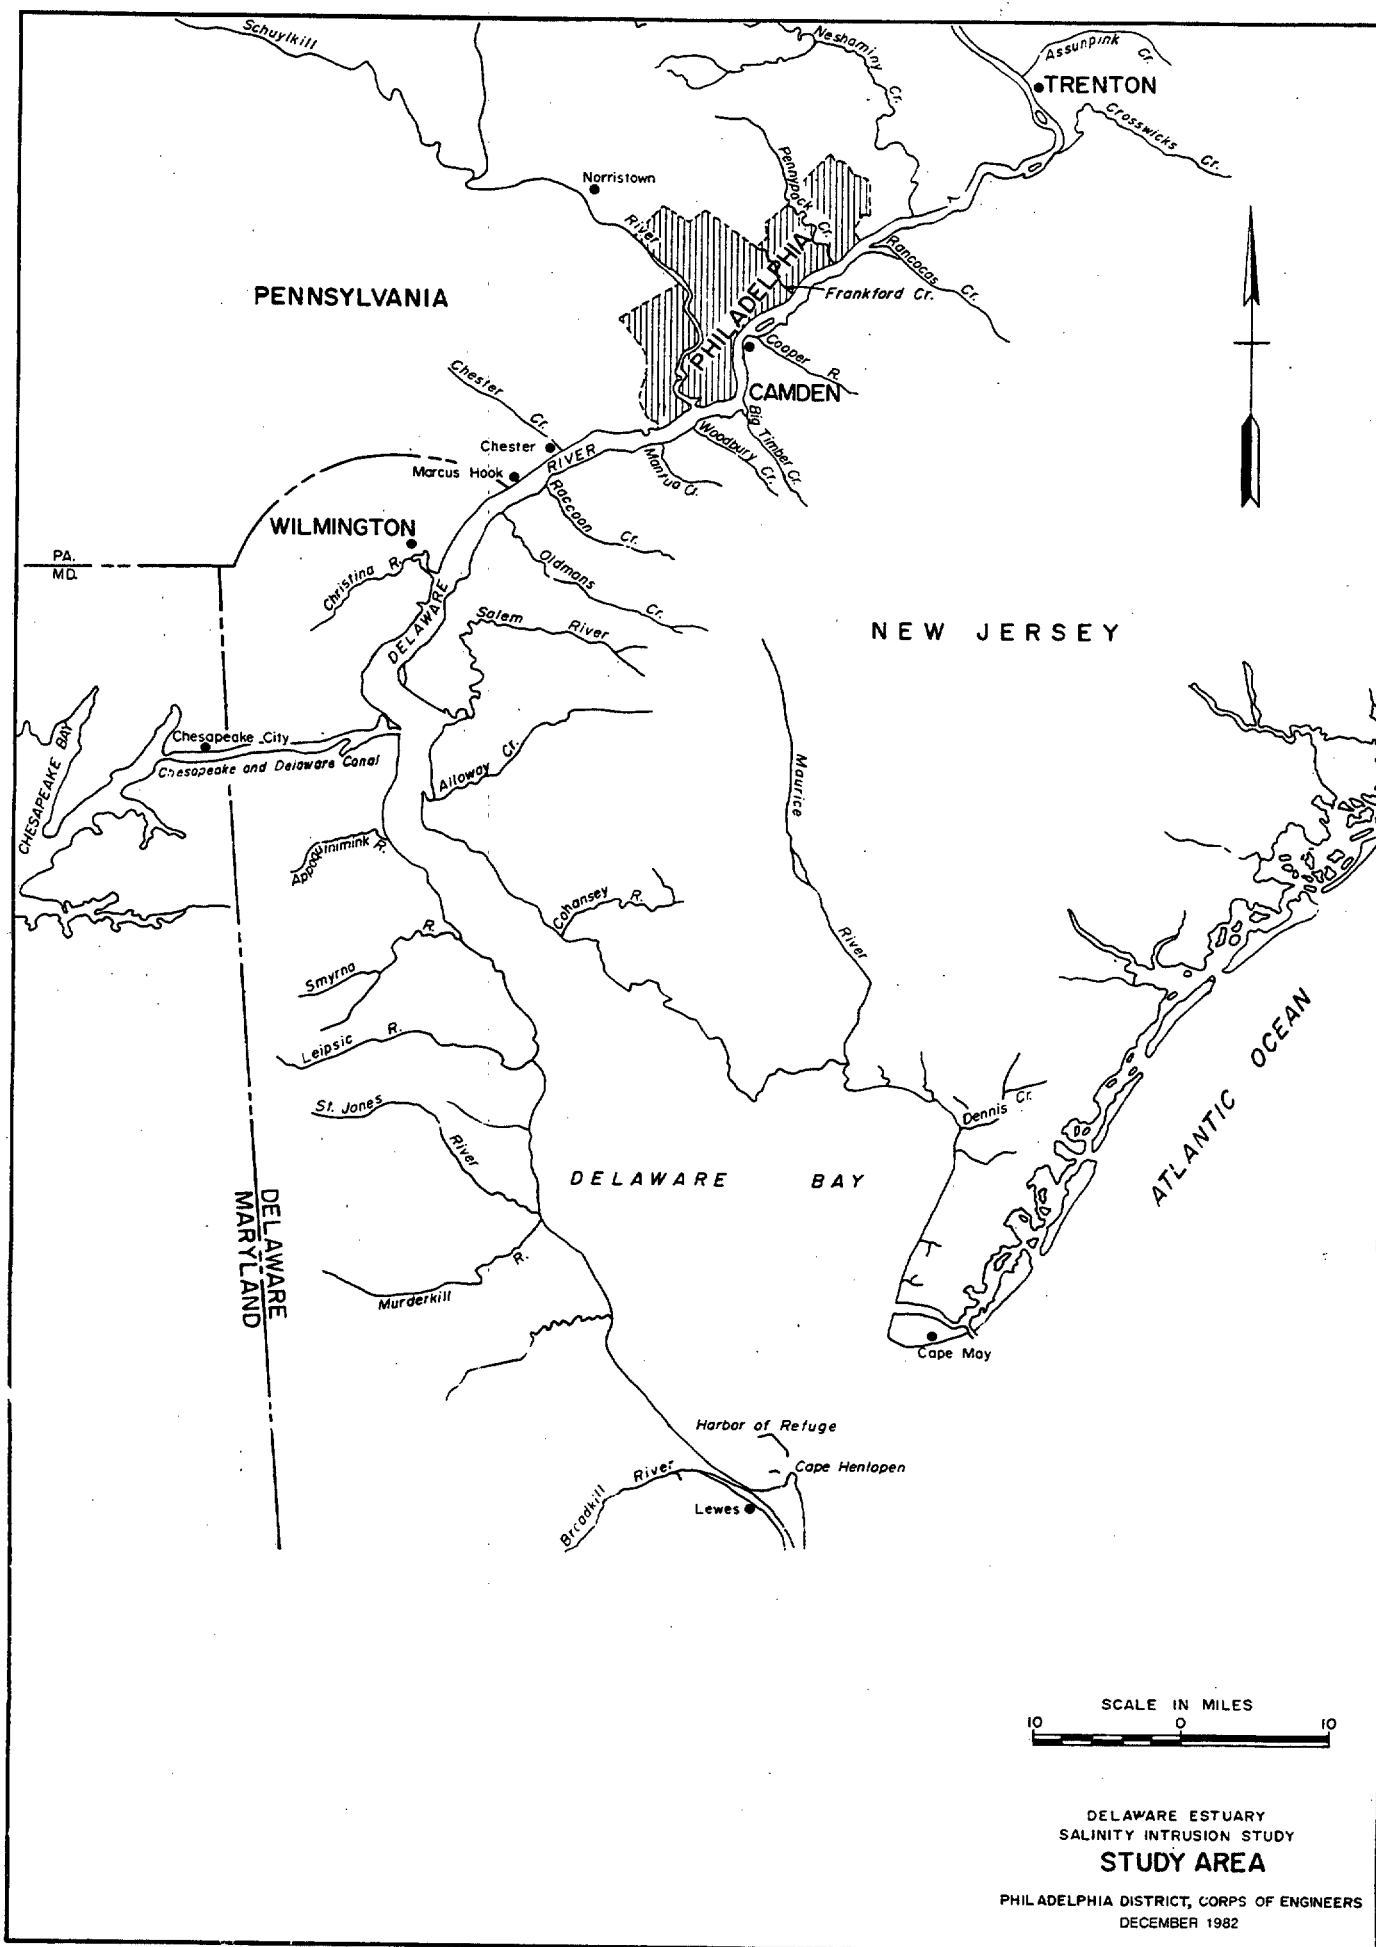 Schuylkill
Neshaminy
Cr.
Assunpink
Cr.
TRENTON
Crosswicks
Cr.
Pennypack
Cr.
Norristown
River
PHILADELPHIA
Rancocas
Cr.
PENNSYLVANIA
Frankford Cr.
Cooper
R.
CAMDEN
Chester
Cr.
Big Timber Cr.
Woodbury
Cr.
Chester
RIVER
Mantua Cr.
Marcus Hook
Raccoon
Cr.
WILMINGTON
PA.
MD.
Christina
R.
Oldmans
Cr.
DELAWARE
Salem
River
NEW JERSEY
CHESAPEAKE BAY
Chesapeake City
Chesapeake and Delaware Canal
Alloway
Cr.
Maurice
River
Appoquinimink
R.
Cohansey
R.
Smyrna
R.
Leipsic
R.
ATLANTIC OCEAN
St. Jones
River
Dennis
Cr.
DELAWARE BAY
DELAWARE
MARYLAND
Murderkill
R.
Cape May
Harbor of Refuge
Cape Henlopen
Broadkill
River
Lewes
SCALE IN MILES
10 0 10
DELAWARE ESTUARY
SALINITY INTRUSION STUDY
STUDY AREA
PHILADELPHIA DISTRICT, CORPS OF ENGINEERS
DECEMBER 1982